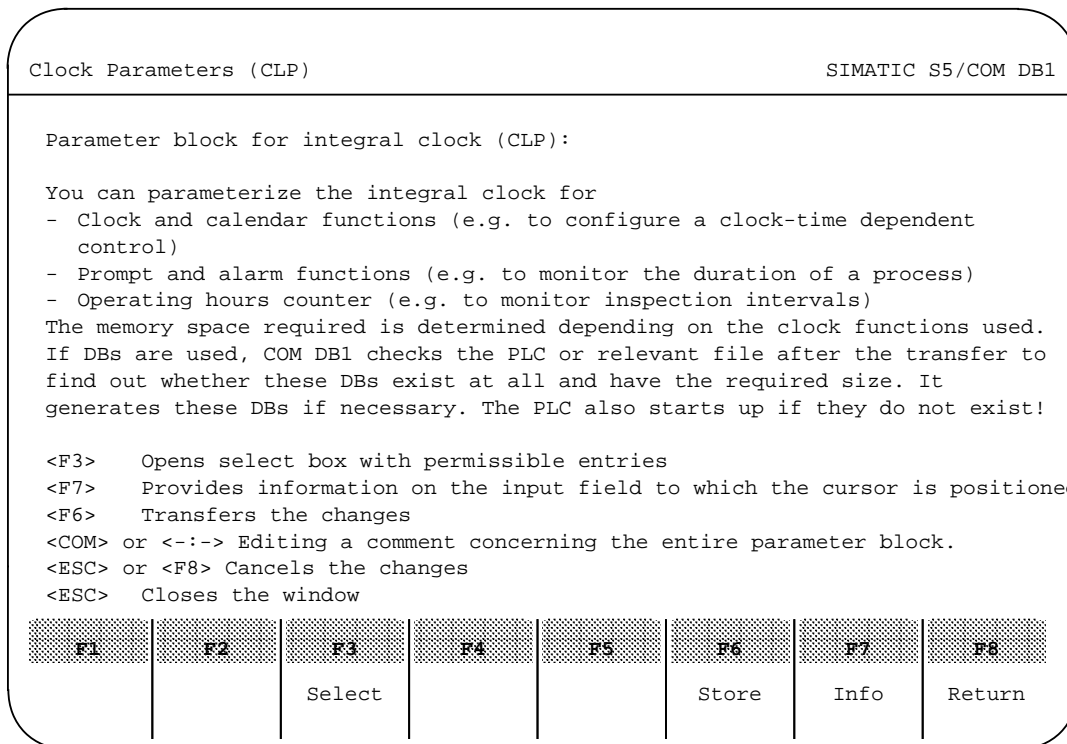 Clock Parameters (CLP) SIMATIC S5/COM DB1
Parameter block for integral clock (CLP):
You can parameterize the integral clock for
- Clock and calendar functions (e.g. to configure a clock-time dependent
control)
- Prompt and alarm functions (e.g. to monitor the duration of a process)
- Operating hours counter (e.g. to monitor inspection intervals)
The memory space required is determined depending on the clock functions used.
If DBs are used, COM DB1 checks the PLC or relevant file after the transfer to
find out whether these DBs exist at all and have the required size. It
generates these DBs if necessary. The PLC also starts up if they do not exist!
<F3> Opens select box with permissible entries
<F7> Provides information on the input field to which the cursor is positione
<F6> Transfers the changes
<COM> or <-:-> Editing a comment concerning the entire parameter block.
<ESC> or <F8> Cancels the changes
<ESC> Closes the window
F1 F2 F3 F4 F5 F6 F7 F8
Select Store Info Return